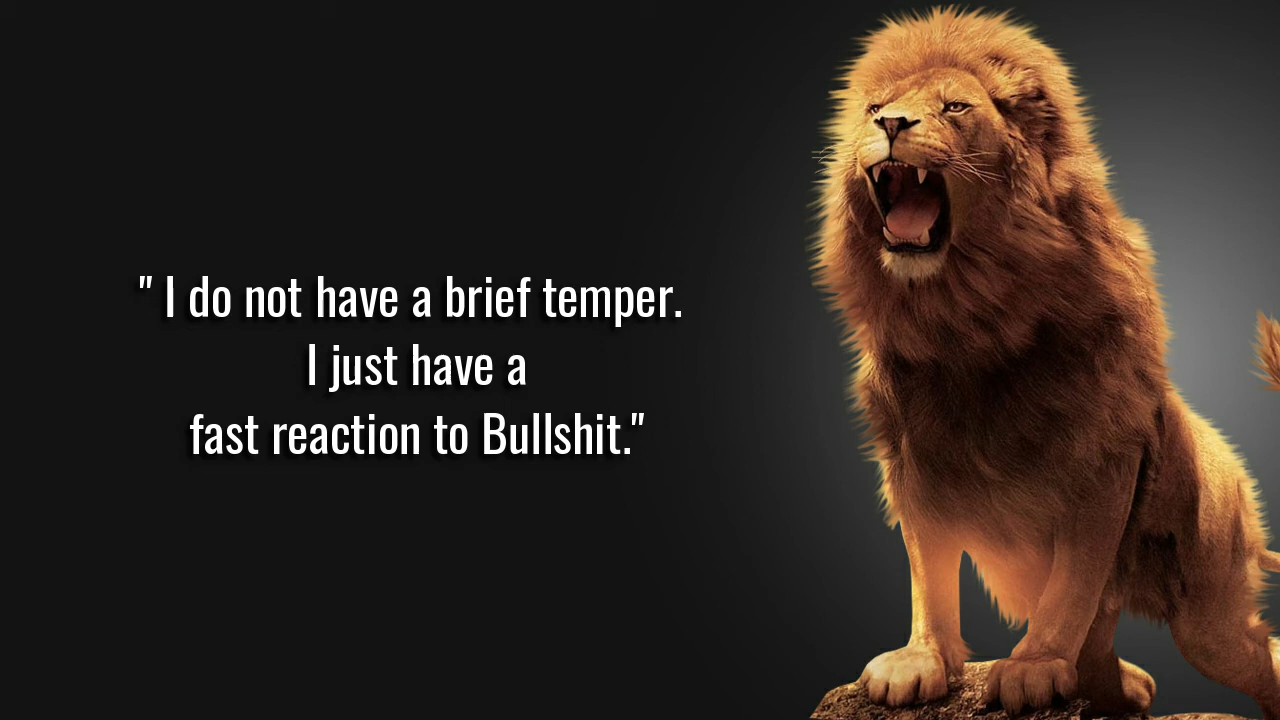 " I do not have a brief temper.
I just have a
fast reaction to Bullshit."